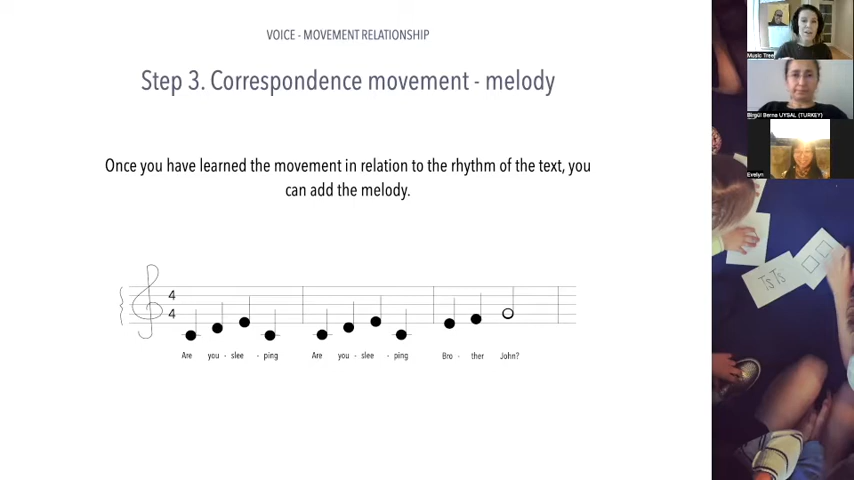 VOICE - MOVEMENT RELATIONSHIP
Step 3. Correspondence movement - melody
Once you have learned the movement in relation to the rhythm of the text, you
can add the melody.
4
4
Are you - slee - ping Are you - slee - ping Bro - ther John?
Music Tree
Birgül Berna UYSAL (TURKEY)
Evelyn
Ts Ts